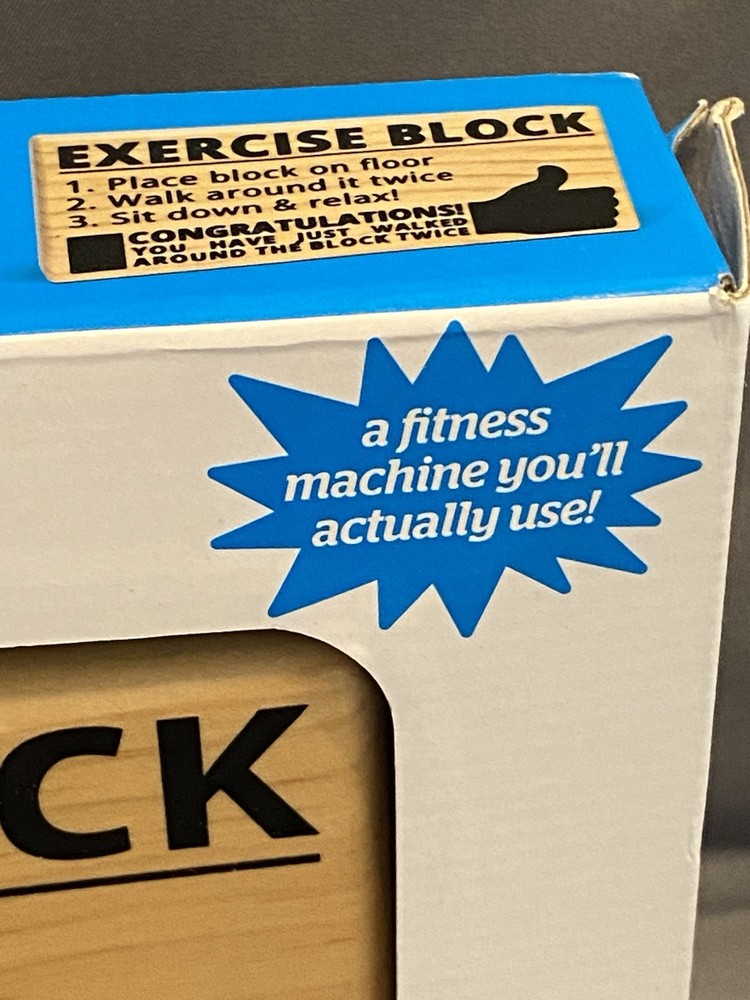 EXERCISE BLOCK
1. Place block on floor
2. Walk around it twice
3. Sit down & relax!
CONGRATULATIONS!
YOU HAVE JUST WALKED
AROUND THE BLOCK TWICE
a fitness
machine you'll
actually use!
CK